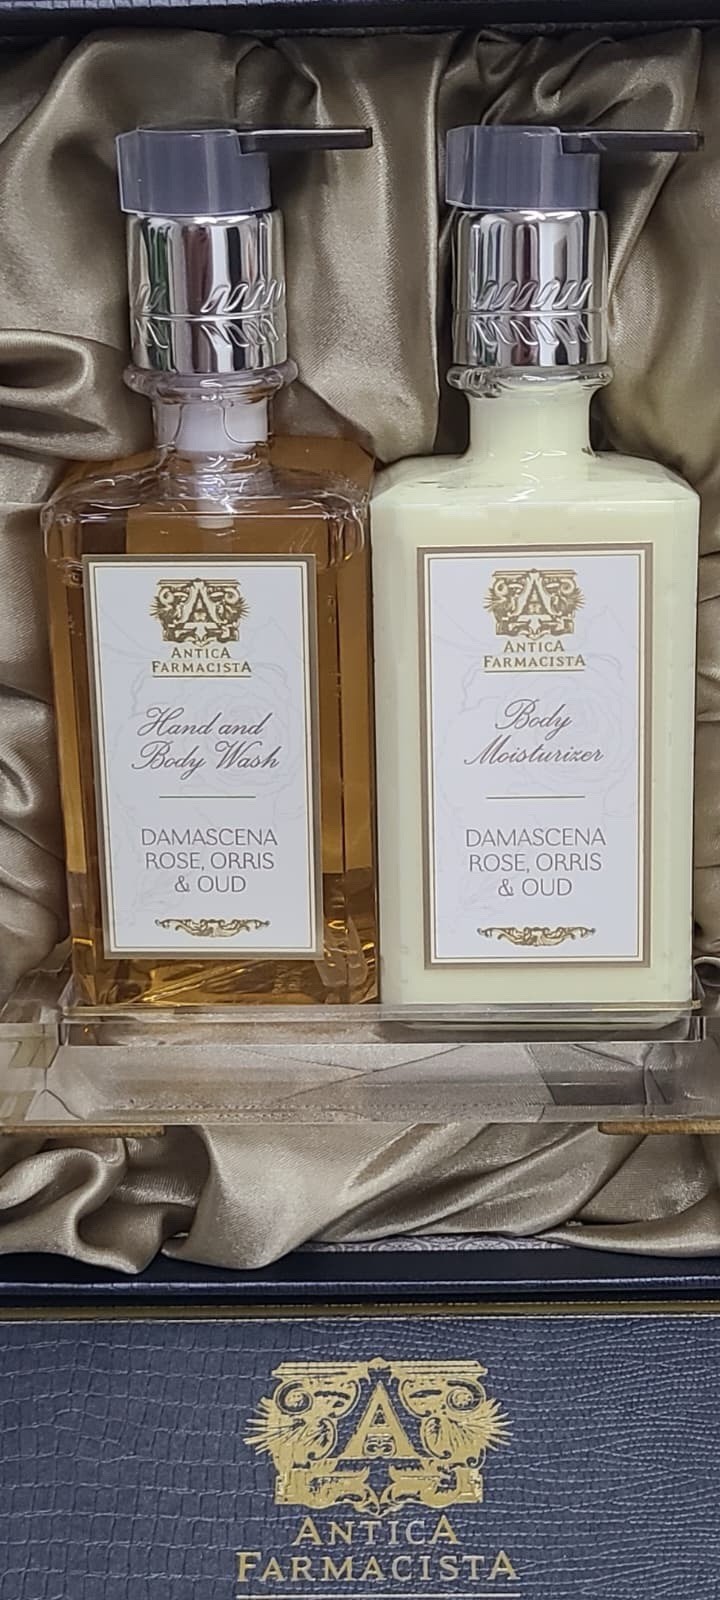 A
ANTICA
FARMACISTA
Hand and
Body Wash
DAMASCENA
ROSE, ORRIS
& OUD
A
ANTICA
FARMACISTA
Body
Moisturizer
DAMASCENA
ROSE, ORRIS
& OUD
A
ANTICA
FARMACISTA